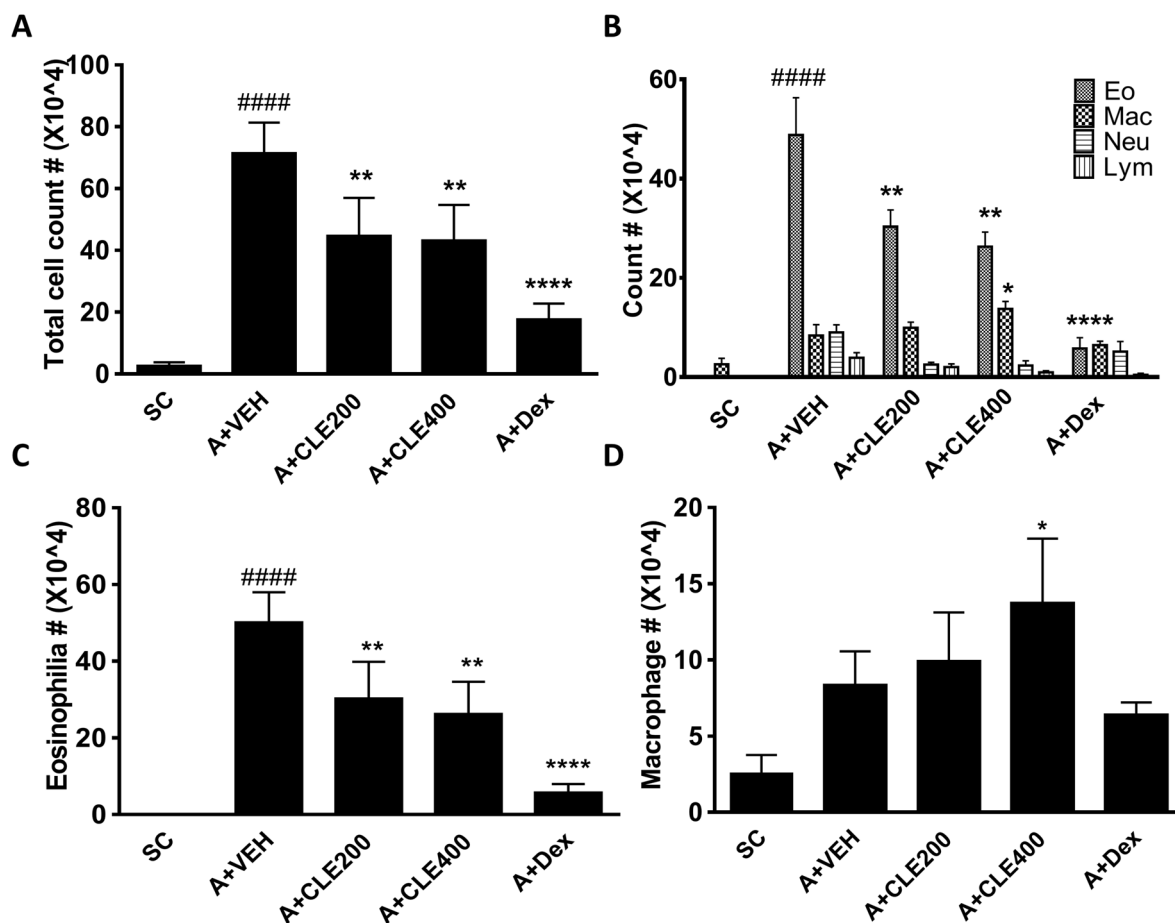 A
Total cell count # (X10^4)
100
80
60
40
20
0
####
**
**
****
SC
A+VEH
A+CLE200
A+CLE400
A+Dex
B
Count # (X10^4)
60
40
20
0
####
**
**
*
****
Eo
Mac
Neu
Lym
SC
A+VEH
A+CLE200
A+CLE400
A+Dex
C
Eosinophilia # (X10^4)
80
60
40
20
0
####
**
**
****
SC
A+VEH
A+CLE200
A+CLE400
A+Dex
D
Macrophage # (X10^4)
20
15
10
5
0
*
SC
A+VEH
A+CLE200
A+CLE400
A+Dex